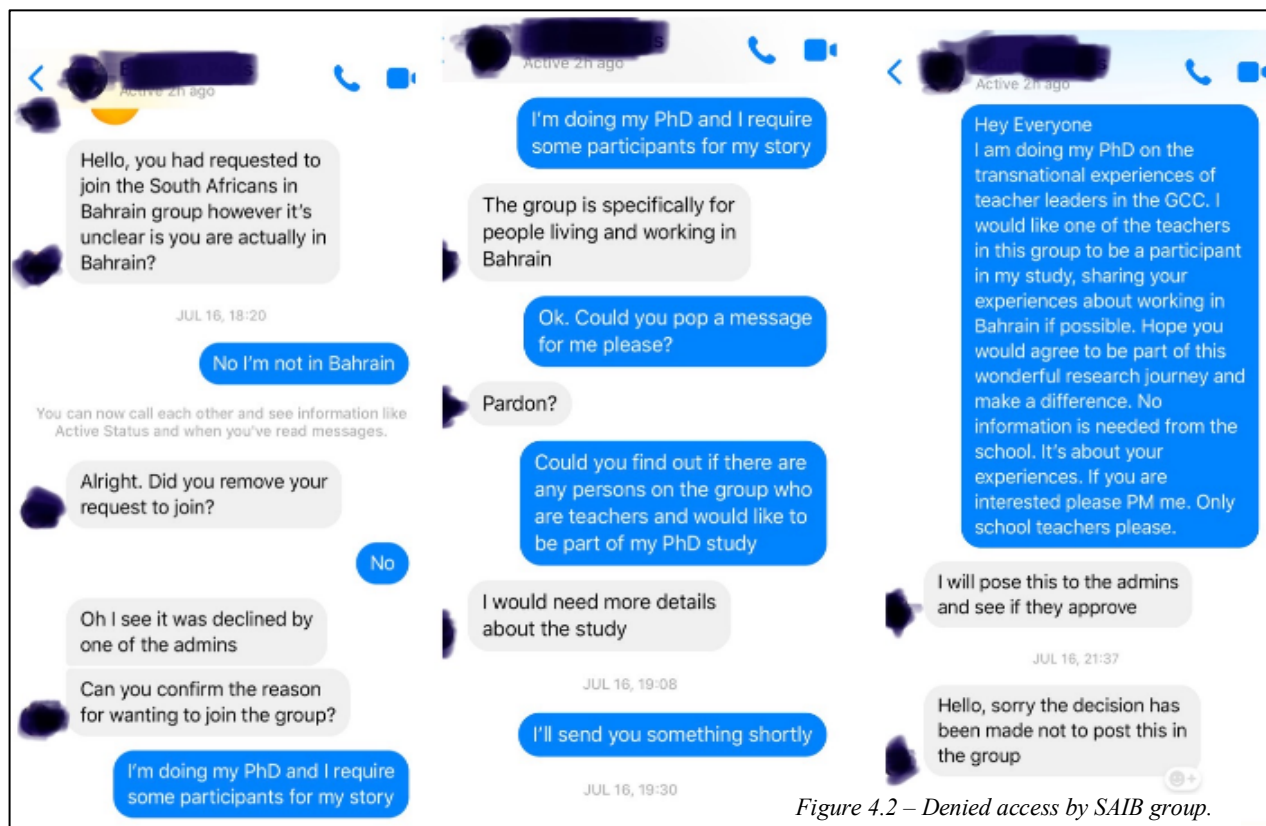 Active 2h ago
Hello, you had requested to
join the South Africans in
Bahrain group however it's
unclear is you are actually in
Bahrain?
JUL 16, 18:20
No I'm not in Bahrain
You can now call each other and see information like
Active Status and when you've read messages.
Alright. Did you remove your
request to join?
No
Oh I see it was declined by
one of the admins
Can you confirm the reason
for wanting to join the group?
I'm doing my PhD and I require
some participants for my story
Active 2h ago
I'm doing my PhD and I require
some participants for my story
The group is specifically for
people living and working in
Bahrain
Ok. Could you pop a message
for me please?
Pardon?
Could you find out if there are
any persons on the group who
are teachers and would like to
be part of my PhD study
I would need more details
about the study
JUL 16, 19:08
I'll send you something shortly
JUL 16, 19:30
Active 2h ago
Hey Everyone
I am doing my PhD on the
transnational experiences of
teacher leaders in the GCC. I
would like one of the teachers
in this group to be a participant
in my study, sharing your
experiences about working in
Bahrain if possible. Hope you
would agree to be part of this
wonderful research journey and
make a difference. No
information is needed from the
school. It's about your
experiences. If you are
interested please PM me. Only
school teachers please.
I will pose this to the admins
and see if they approve
JUL 16, 21:37
Hello, sorry the decision has
been made not to post this in
the group
Figure 4.2 – Denied access by SAIB group.